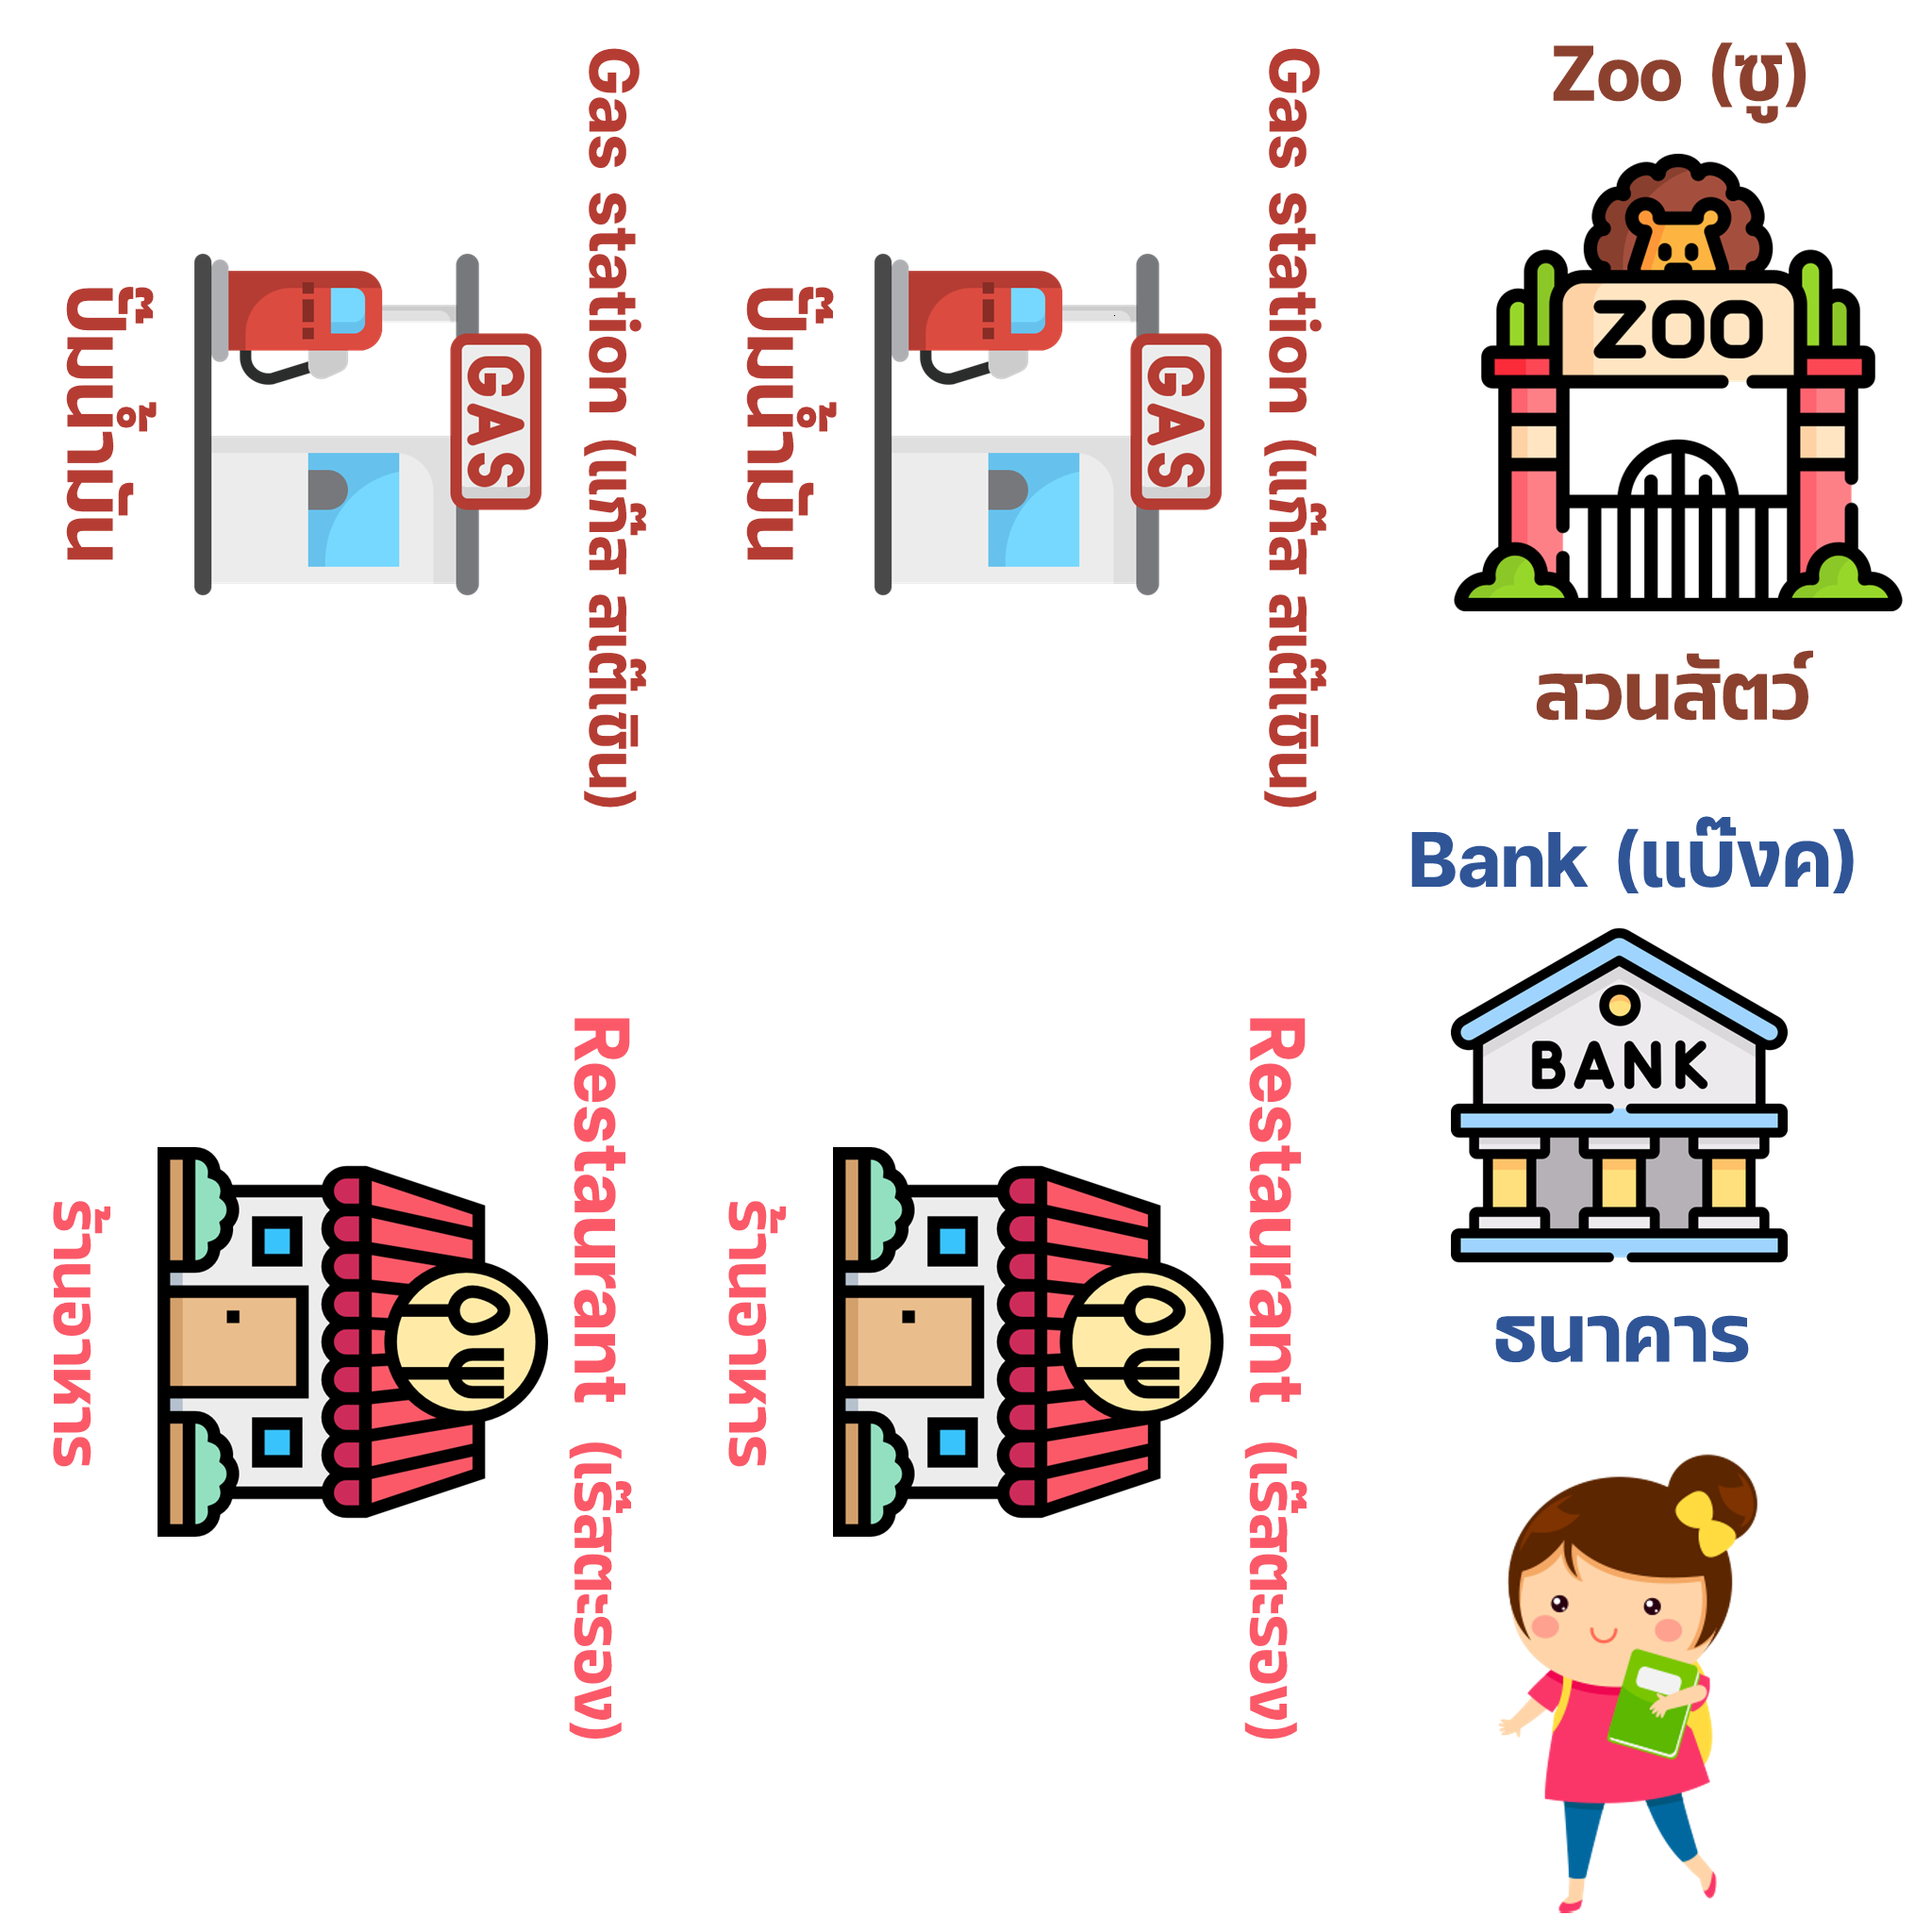 Gas station (แก๊ส สเต๊เชิน)
GAS
ปั๊มน้ำมัน
Gas station (แก๊ส สเต๊เชิน)
GAS
ปั๊มน้ำมัน
Zoo (ซู)
ZOO
สวนสัตว์
Bank (แบ๊งค)
BANK
ธนาคาร
Restaurant (เร๊สตะรอง)
ร้านอาหาร
Restaurant (เร๊สตะรอง)
ร้านอาหาร